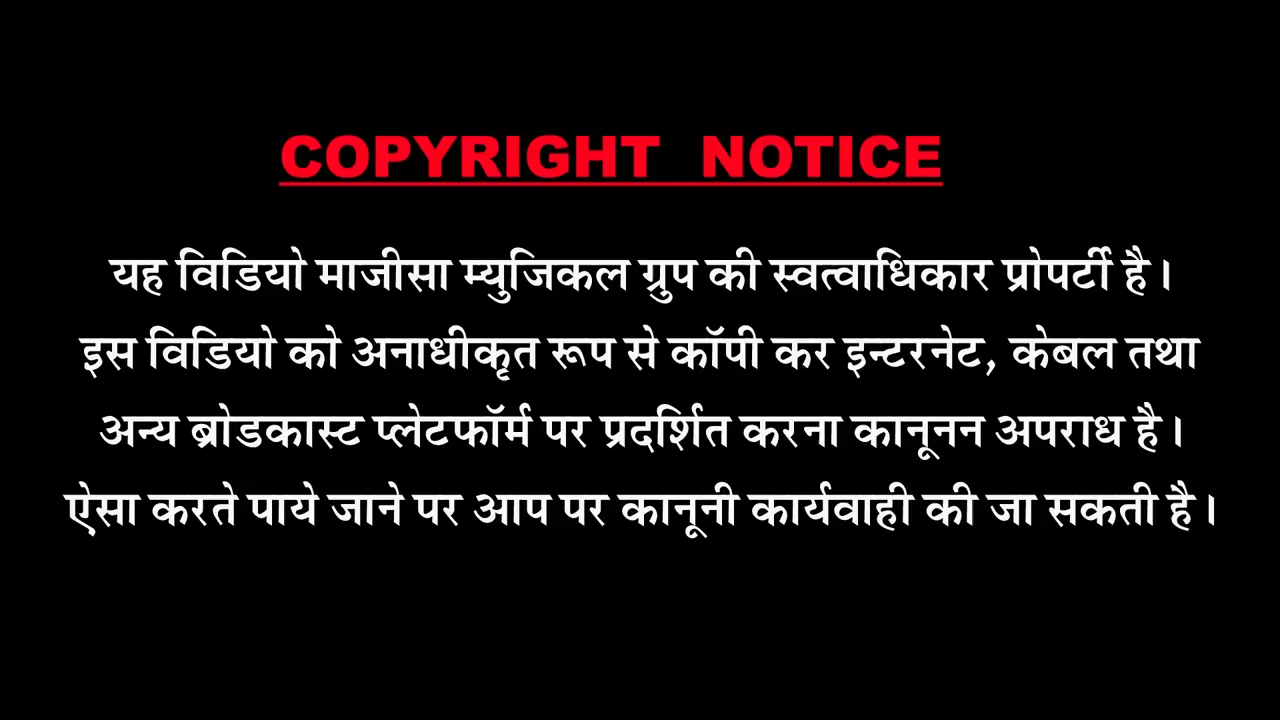 COPYRIGHT NOTICE
यह विडियो माजीसा म्युजिकल ग्रुप की स्वत्वाधिकार प्रोपर्टी है।
इस विडियो को अनाधीकृत रूप से कॉपी कर इन्टरनेट, केबल तथा
अन्य ब्रोडकास्ट प्लेटफॉर्म पर प्रदर्शित करना कानूनन अपराध है।
ऐसा करते पाये जाने पर आप पर कानूनी कार्यवाही की जा सकती है।